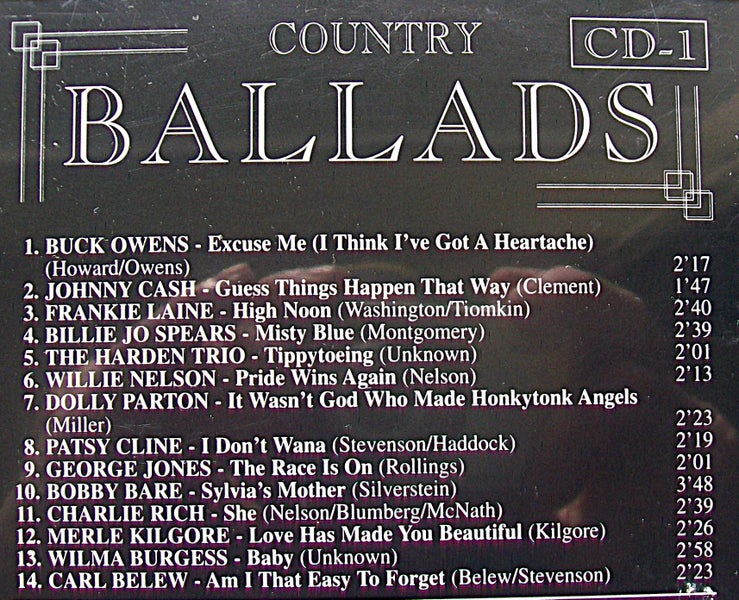 COUNTRY
CD-1
BALLADS
1. BUCK OWENS - Excuse Me (I Think I've Got A Heartache)
(Howard/Owens) 2'17
2. JOHNNY CASH - Guess Things Happen That Way (Clement) 1'47
3. FRANKIE LAINE - High Noon (Washington/Tiomkin) 2'40
4. BILLIE JO SPEARS - Misty Blue (Montgomery) 2'39
5. THE HARDEN TRIO - Tippytoeing (Unknown) 2'01
6. WILLIE NELSON - Pride Wins Again (Nelson) 2'13
7. DOLLY PARTON - It Wasn't God Who Made Honkytonk Angels
(Miller) 2'23
8. PATSY CLINE - I Don't Wana (Stevenson/Haddock) 2'19
9. GEORGE JONES - The Race Is On (Rollings) 2'01
10. BOBBY BARE - Sylvia's Mother (Silverstein) 3'48
11. CHARLIE RICH - She (Nelson/Blumberg/McNath) 2'39
12. MERLE KILGORE - Love Has Made You Beautiful (Kilgore) 2'26
13. WILMA BURGESS - Baby (Unknown) 2'58
14. CARL BELEW - Am I That Easy To Forget (Belew/Stevenson) 2'23